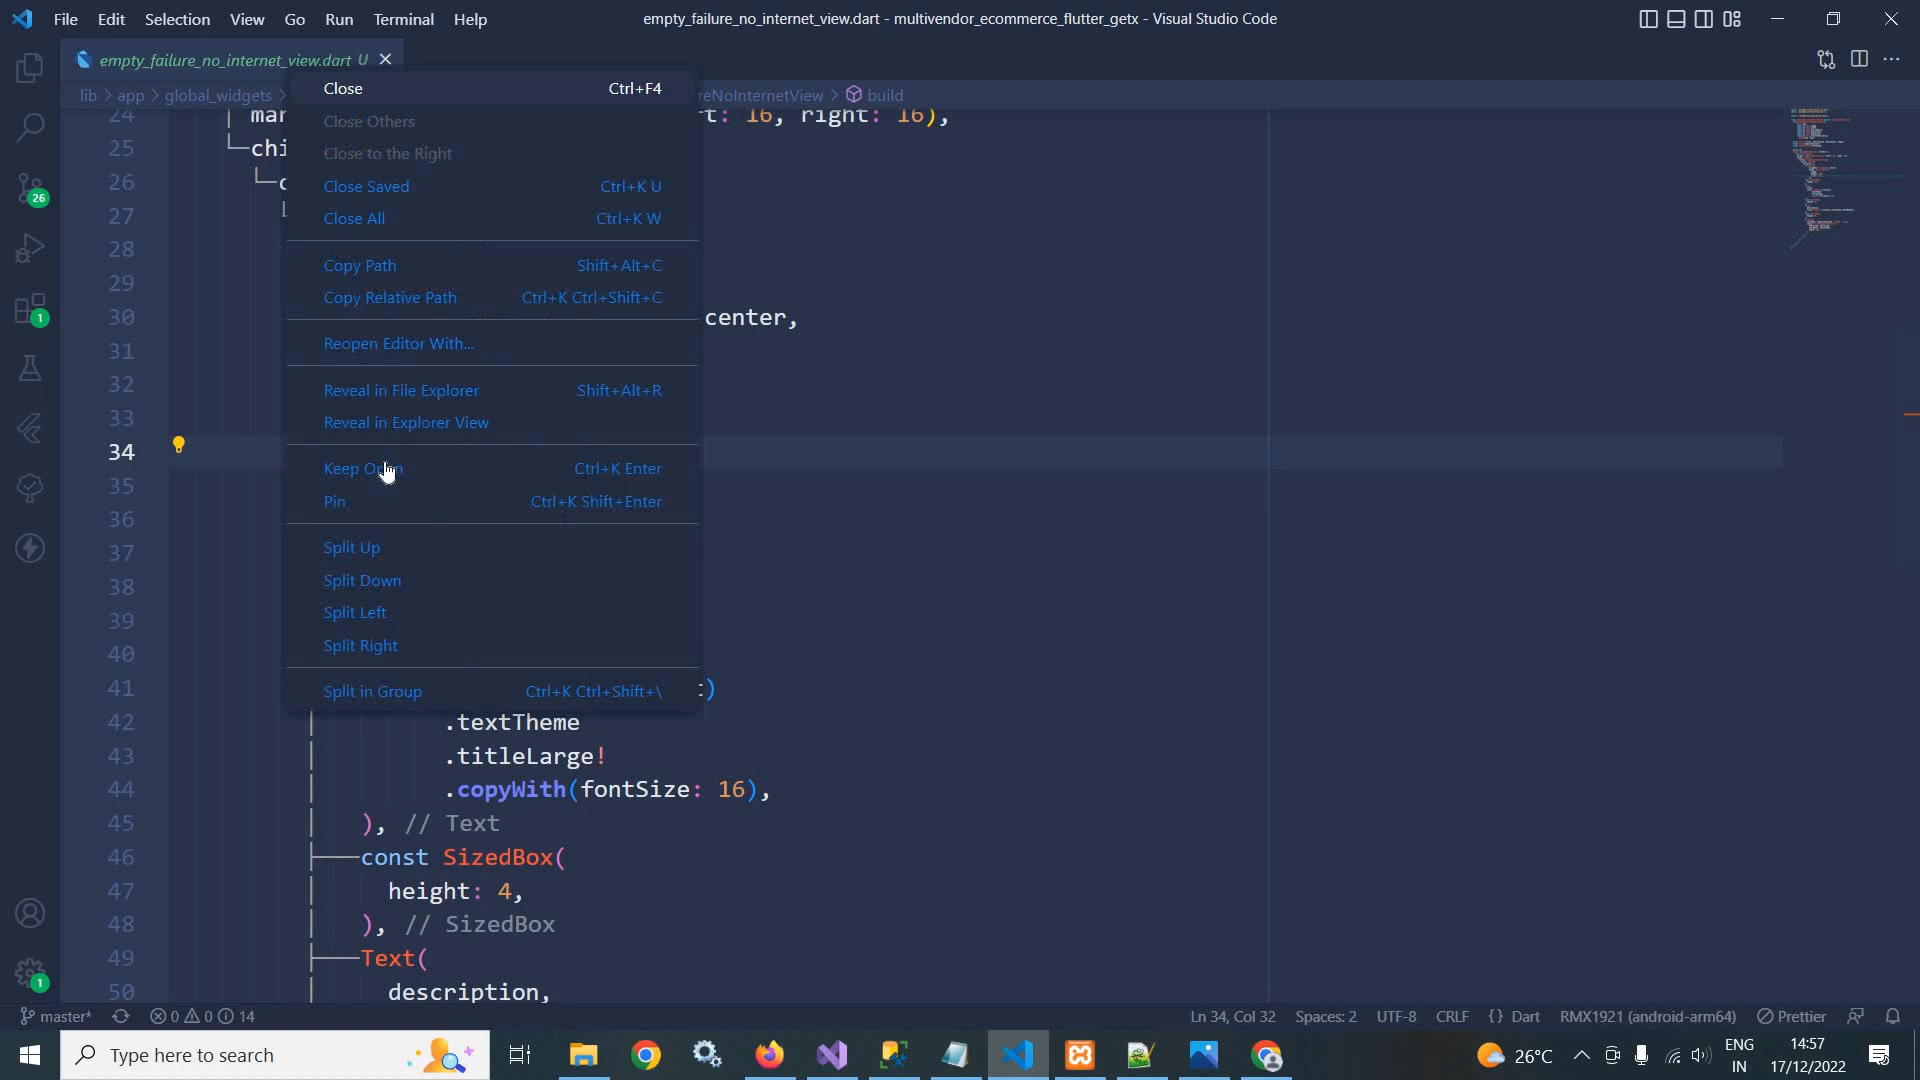 File Edit Selection View Go Run Terminal Help
empty_failure_no_internet_view.dart - multivendor_ecommerce_flutter_getx - Visual Studio Code
empty_failure_no_internet_view.dart U
lib > app > global_widgets >
reNoInternetView > build
Close Ctrl+F4
Close Others
Close to the Right
Close Saved Ctrl+K U
Close All Ctrl+K W
Copy Path Shift+Alt+C
Copy Relative Path Ctrl+K Ctrl+Shift+C
Reopen Editor With...
Reveal in File Explorer Shift+Alt+R
Reveal in Explorer View
Keep Open Ctrl+K Enter
Pin Ctrl+K Shift+Enter
Split Up
Split Down
Split Left
Split Right
Split in Group Ctrl+K Ctrl+Shift+\
24 mar t: 16, right: 16),
25 chi
26 c
27
28
29
30 center,
31
32
33
34
35
36
37
38
39
40
41 t)
42 .textTheme
43 .titleLarge!
44 .copyWith(fontSize: 16),
45 ), // Text
46 const SizedBox(
47 height: 4,
48 ), // SizedBox
49 Text(
50 description,
26
1
1
master* 0 0 14
Ln 34, Col 32 Spaces: 2 UTF-8 CRLF {} Dart RMX1921 (android-arm64) Prettier
Type here to search
26°C
ENG
IN
14:57
17/12/2022